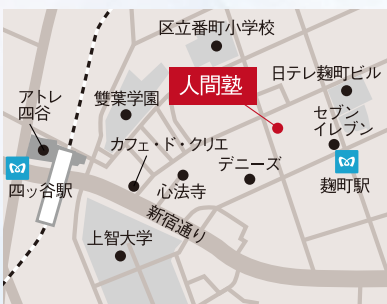 区立番町小学校
日テレ麹町ビル
人間塾
アトレ
四谷
雙葉学園
セブン
イレブン
カフェ・ド・クリエ
デニーズ
四ッ谷駅
心法寺
麹町駅
新宿通り
上智大学